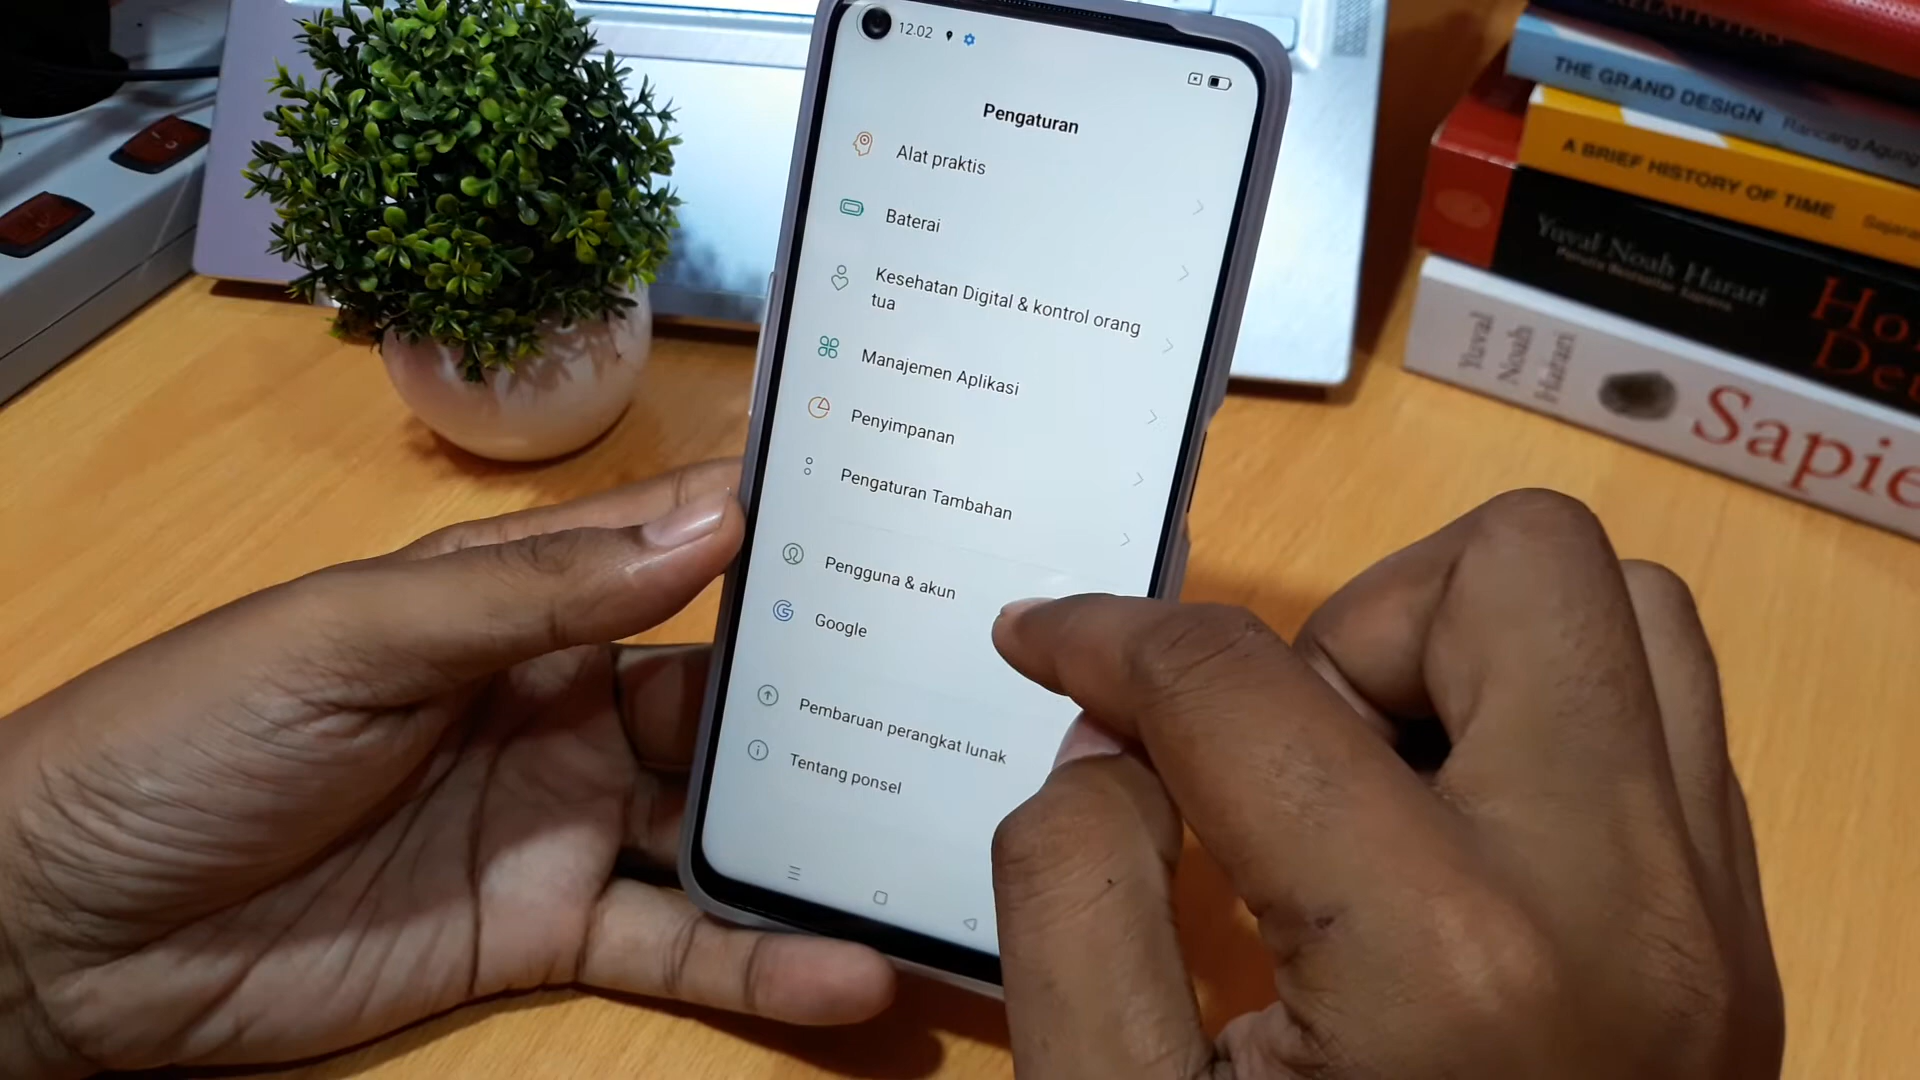 12.02
Pengaturan
Alat praktis
Baterai
Kesehatan Digital & kontrol orang
tua
Manajemen Aplikasi
Penyimpanan
Pengaturan Tambahan
Pengguna & akun
Google
Pembaruan perangkat lunak
Tentang ponsel
THE GRAND DESIGN Rancang Agung
A BRIEF HISTORY OF TIME
Yuval Noah Harari
Yuval
Noah
Harari
Sapie